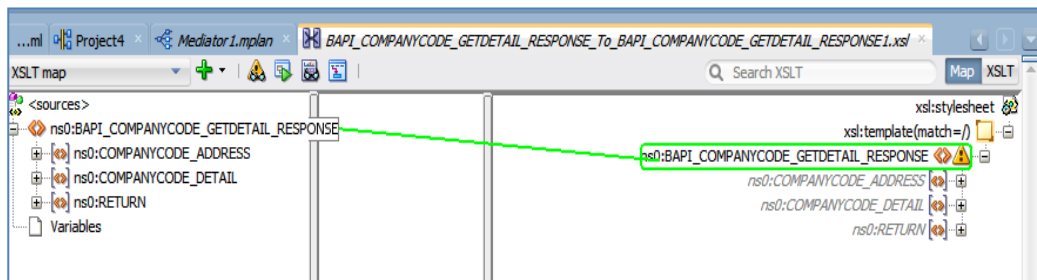 ...ml Project4 Mediator1.mplan BAPI_COMPANYCODE_GETDETAIL_RESPONSE_To_BAPI_COMPANYCODE_GETDETAIL_RESPONSE1.xsl
XSLT map Search XSLT Map XSLT
<sources> xsl:stylesheet
ns0:BAPI_COMPANYCODE_GETDETAIL_RESPONSE xsl:template(match=/)
ns0:COMPANYCODE_ADDRESS ns0:BAPI_COMPANYCODE_GETDETAIL_RESPONSE
ns0:COMPANYCODE_DETAIL ns0:COMPANYCODE_ADDRESS
ns0:RETURN ns0:COMPANYCODE_DETAIL
Variables ns0:RETURN